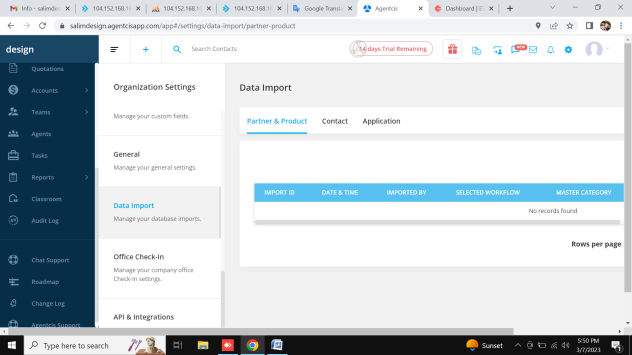 Info - salimde
104.152.168.1
104.152.168.1
104.152.168.1
Google Transla
Agentcis
Dashboard | E
salimdesign.agentcisapp.com/app#/settings/data-import/partner-product
design
Search Contacts
14 days Trial Remaining
NEW
Quotations
Accounts
Teams
Agents
Tasks
Reports
Classroom
Audit Log
Chat Support
Roadmap
Change Log
Agentcis Support
Organization Settings
Manage your custom fields.
General
Manage your general settings.
Data Import
Manage your database imports.
Office Check-In
Manage your company office
Check-In settings.
API & Integrations
Data Import
Partner & Product
Contact
Application
IMPORT ID
DATE & TIME
IMPORTED BY
SELECTED WORKFLOW
MASTER CATEGORY
No records found
Rows per page
Type here to search
Sunset
5:50 PM
3/7/2023